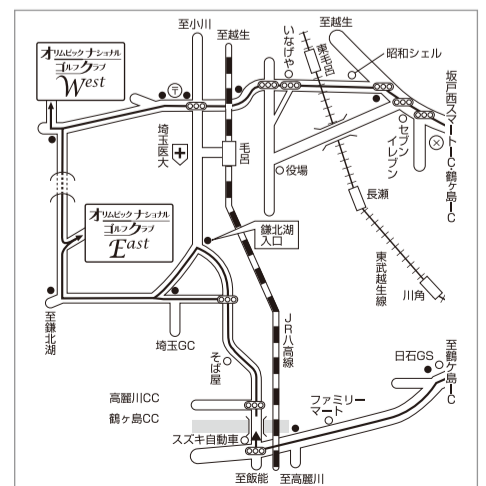 至小川
至越生
至越生
いなげや
東毛呂
昭和シェル
オリムピック ナショナル
ゴルフクラブ
West
〒
埼玉医大
毛呂
役場
セブン
イレブン
坂戸西スマートIC・鶴ヶ島IC
オリムピック ナショナル
ゴルフクラブ
East
鎌北湖
入口
長瀬
東武越生線
川角
至鎌北湖
埼玉GC
JR八高線
そば屋
日石GS
至鶴ヶ島IC
高麗川CC
鶴ヶ島CC
ファミリー
マート
スズキ自動車
至飯能
至高麗川